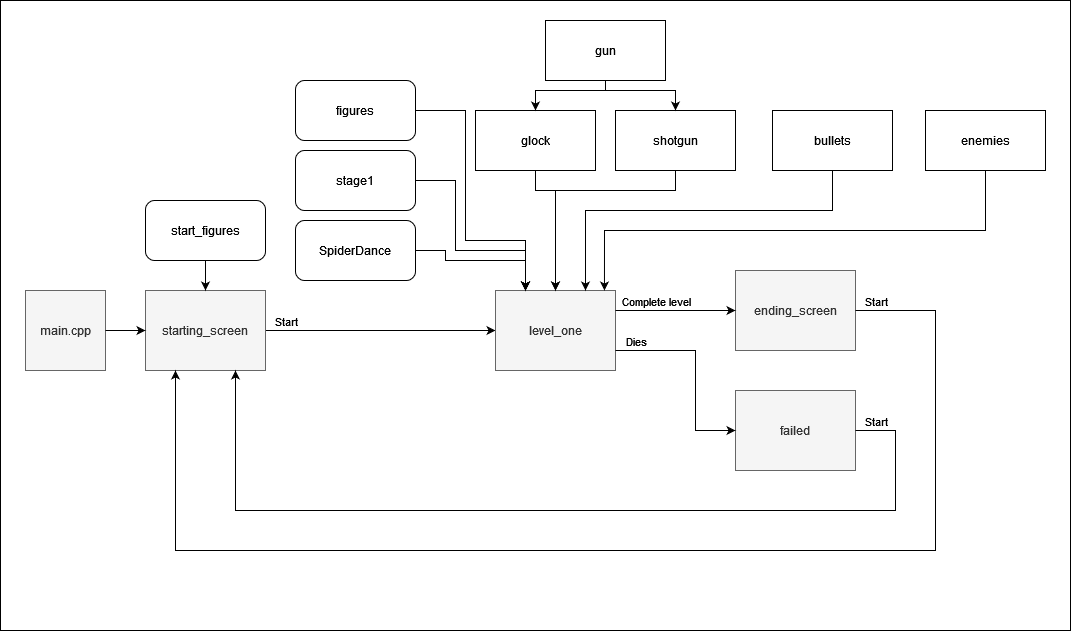 gun
figures
glock
shotgun
bullets
enemies
stage1
start_figures
SpiderDance
main.cpp
starting_screen
Start
level_one
Complete level
ending_screen
Start
Dies
failed
Start